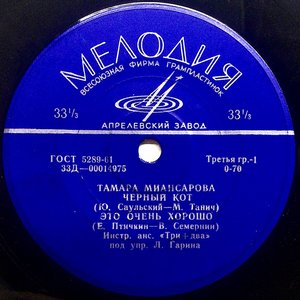 МЕЛОДИЯ
ВСЕСОЮЗНАЯ ФИРМА ГРАМПЛАСТИНОК
33⅓ 33⅓
АПРЕЛЕВСКИЙ ЗАВОД
ГОСТ 5289-61 Третья гр.-1
33Д—00014975 0-70
ТАМАРА МИАНСАРОВА
ЧЕРНЫЙ КОТ
(Ю. Саульский—М. Танич)
ЭТО ОЧЕНЬ ХОРОШО
(Е. Птичкин—В. Семернин)
Инстр. анс. «Три+два»
под упр. Л. Гарина